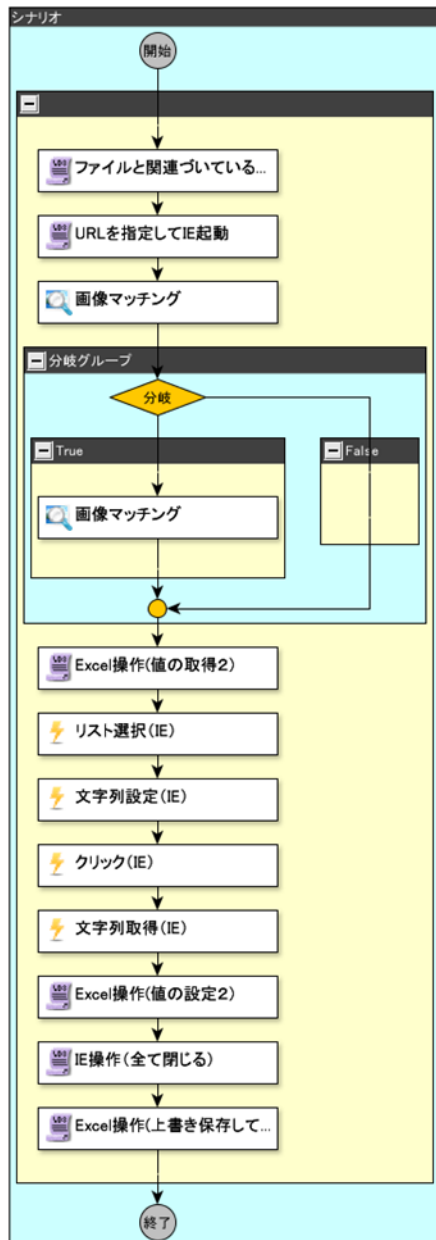 シナリオ
開始
ファイルと関連づいている...
URLを指定してIE起動
画像マッチング
分岐グループ
分岐
True
False
画像マッチング
Excel操作(値の取得2)
リスト選択(IE)
文字列設定(IE)
クリック(IE)
文字列取得(IE)
Excel操作(値の設定2)
IE操作(全て閉じる)
Excel操作(上書き保存して...
終了